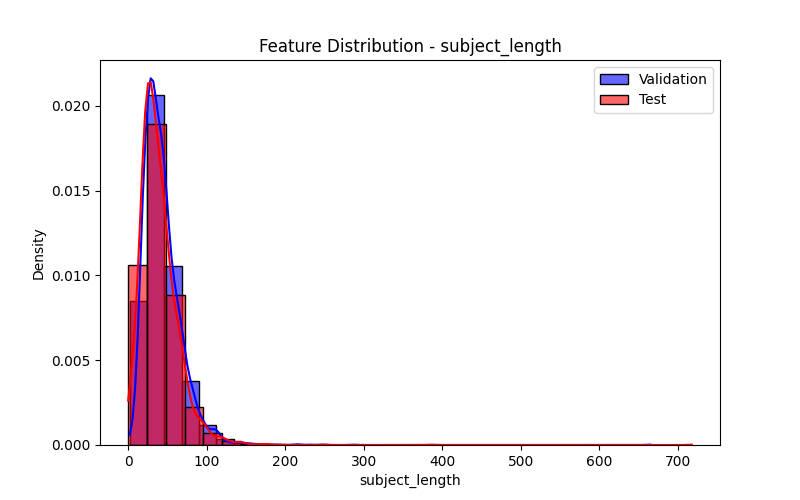 Feature Distribution - subject_length
Validation
Test
0.020
0.015
0.010
0.005
0.000
Density
0 100 200 300 400 500 600 700
subject_length